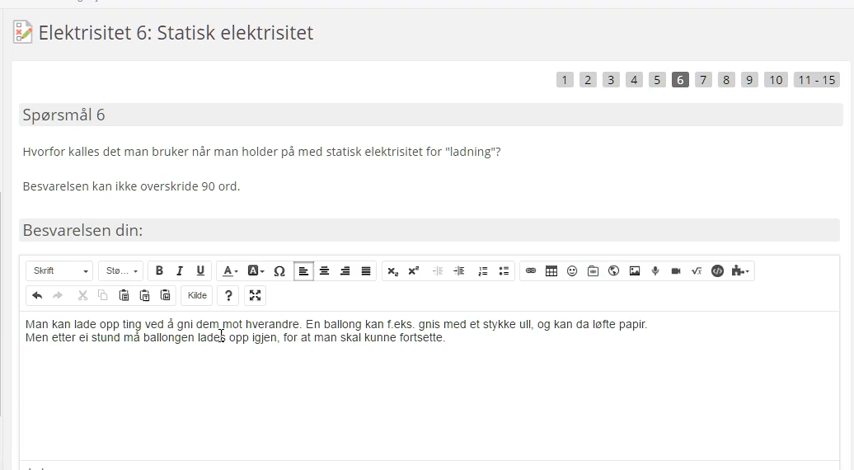 Elektrisitet 6: Statisk elektrisitet
1 2 3 4 5 6 7 8 9 10 11 - 15
Spørsmål 6
Hvorfor kalles det man bruker når man holder på med statisk elektrisitet for "ladning"?
Besvarelsen kan ikke overskride 90 ord.
Besvarelsen din:
Skrift Stø... B I U A A Ω x₂ x²
Kilde ?
Man kan lade opp ting ved å gni dem mot hverandre. En ballong kan f.eks. gnis med et stykke ull, og kan da løfte papir.
Men etter ei stund må ballongen lades opp igjen, for at man skal kunne fortsette.